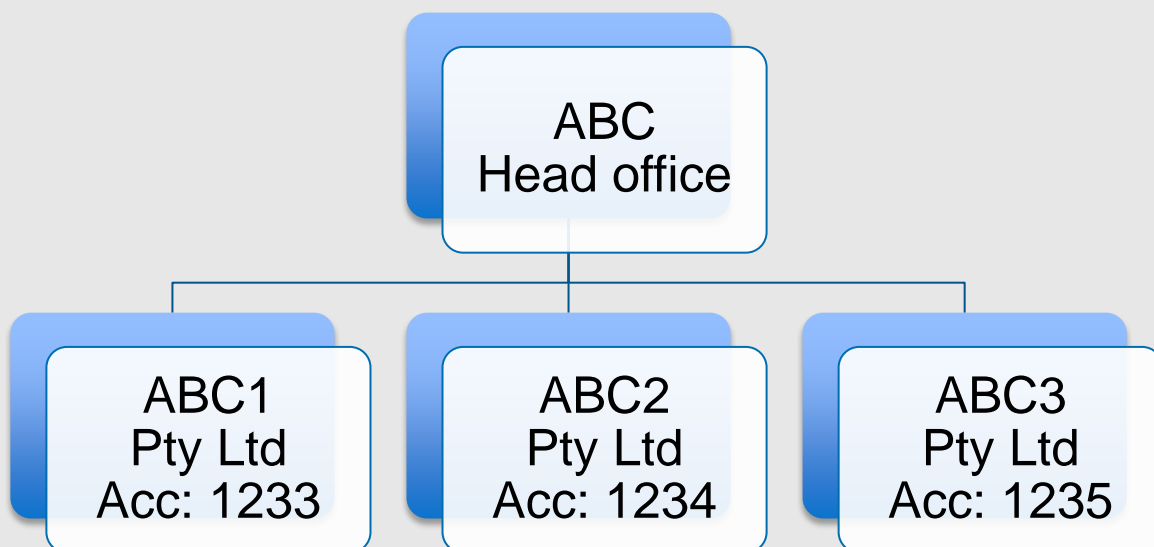 ABC
Head office
ABC1
Pty Ltd
Acc: 1233
ABC2
Pty Ltd
Acc: 1234
ABC3
Pty Ltd
Acc: 1235